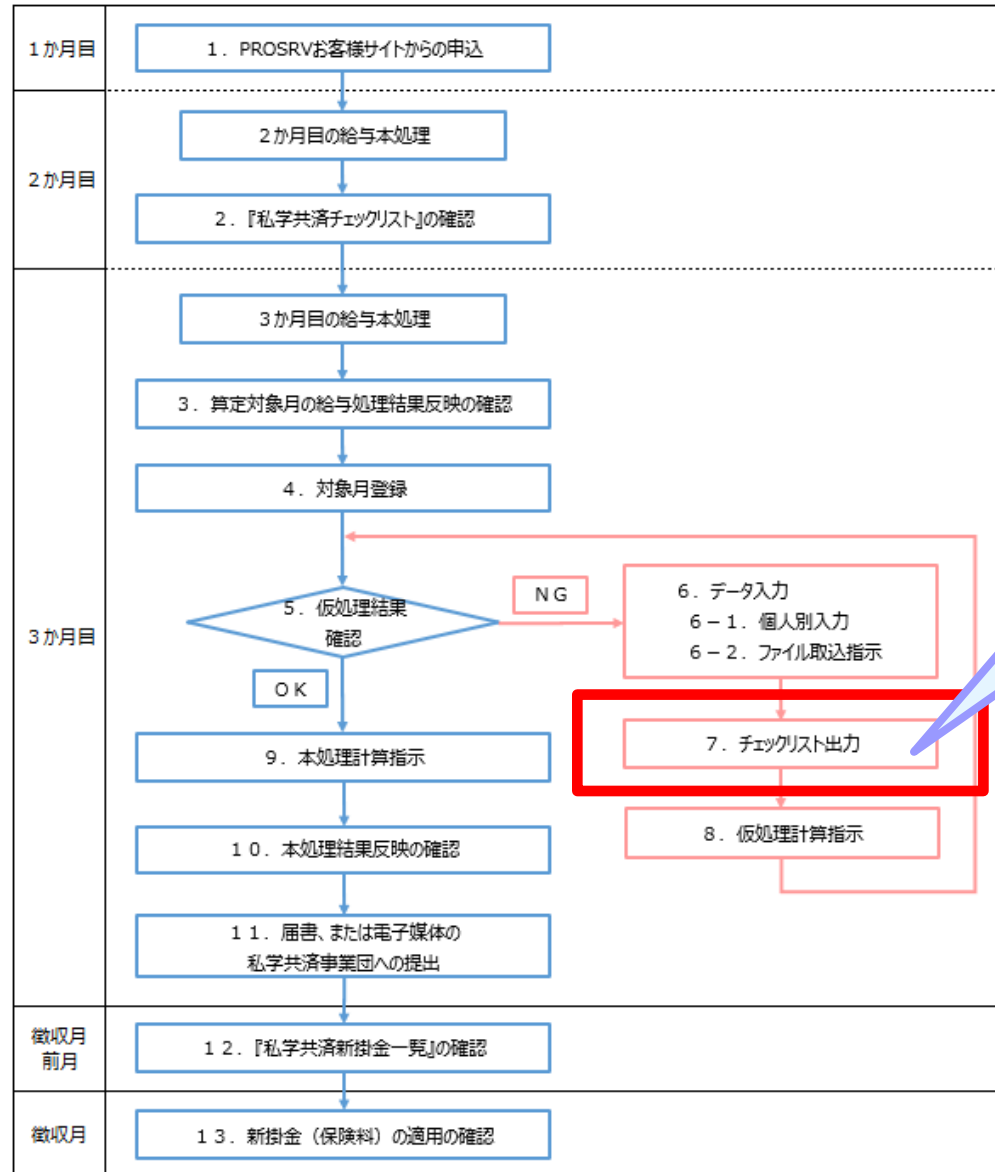 1か月目
1．PROSRVお客様サイトからの申込
2か月目
2か月目の給与本処理
2．『私学共済チェックリスト』の確認
3か月目
3か月目の給与本処理
3．算定対象月の給与処理結果反映の確認
4．対象月登録
5．仮処理結果
確認
NG
6．データ入力
6－1．個人別入力
6－2．ファイル取込指示
OK
7．チェックリスト出力
8．仮処理計算指示
9．本処理計算指示
10．本処理結果反映の確認
11．届書、または電子媒体の
私学共済事業団への提出
徴収月
前月
12．『私学共済新掛金一覧』の確認
徴収月
13．新掛金（保険料）の適用の確認